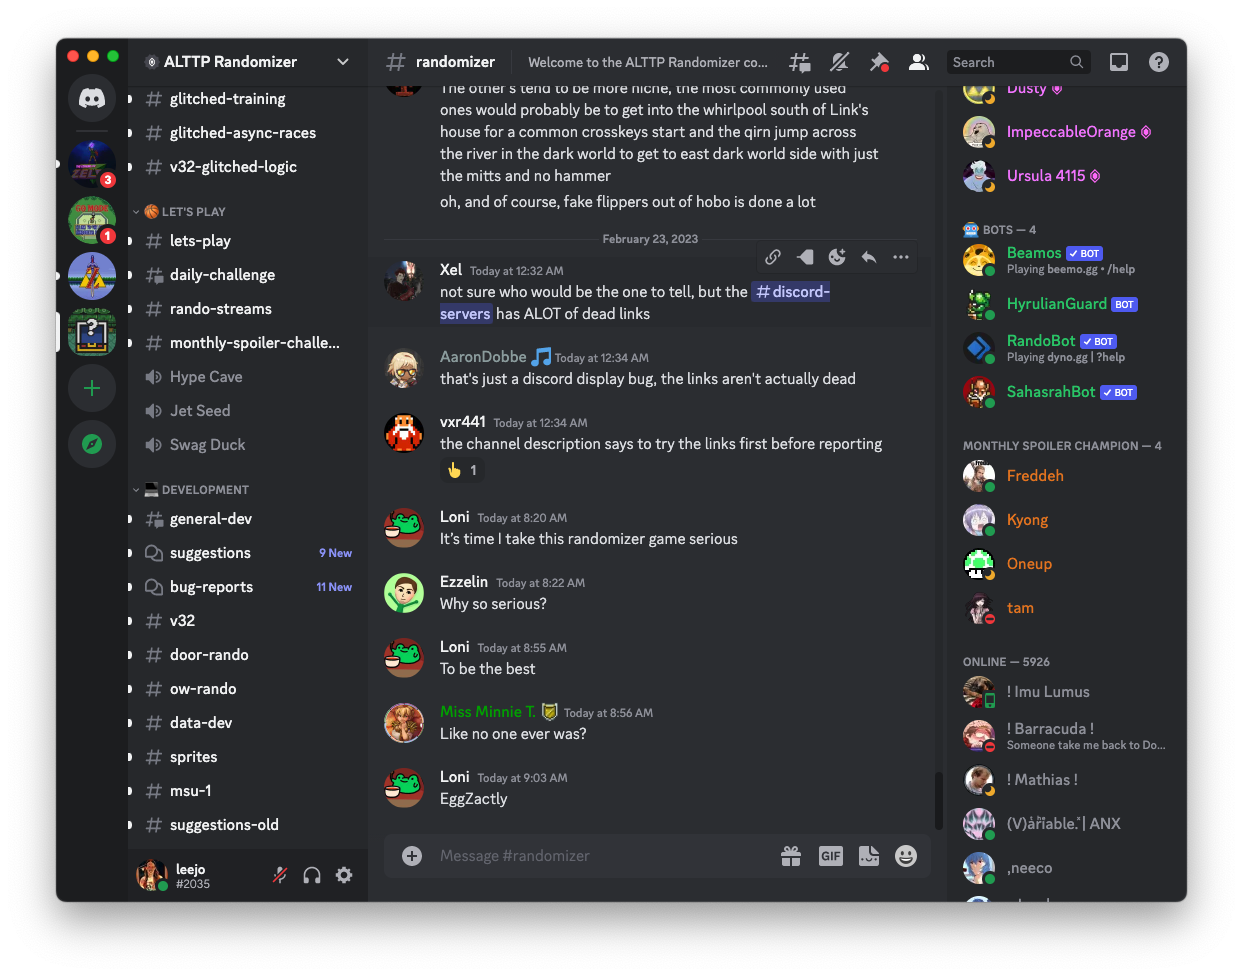 ALTTP Randomizer
glitched-training
glitched-async-races
v32-glitched-logic
LET'S PLAY
lets-play
daily-challenge
rando-streams
monthly-spoiler-challe...
Hype Cave
Jet Seed
Swag Duck
DEVELOPMENT
general-dev
suggestions 9 New
bug-reports 11 New
v32
door-rando
ow-rando
data-dev
sprites
msu-1
suggestions-old
leejo
#2035
3
1
randomizer
Welcome to the ALTTP Randomizer co...
Search
The other's tend to be more niche, the most commonly used
ones would probably be to get into the whirlpool south of Link's
house for a common crosskeys start and the qirn jump across
the river in the dark world to get to east dark world side with just
the mitts and no hammer
oh, and of course, fake flippers out of hobo is done a lot
February 23, 2023
Xel Today at 12:32 AM
not sure who would be the one to tell, but the #discord-
servers has ALOT of dead links
AaronDobbe Today at 12:34 AM
that's just a discord display bug, the links aren't actually dead
vxr441 Today at 12:34 AM
the channel description says to try the links first before reporting
1
Loni Today at 8:20 AM
It's time I take this randomizer game serious
Ezzelin Today at 8:22 AM
Why so serious?
Loni Today at 8:55 AM
To be the best
Miss Minnie T. Today at 8:56 AM
Like no one ever was?
Loni Today at 9:03 AM
EggZactly
Message #randomizer
GIF
Dusty
ImpeccableOrange
Ursula 4115
BOTS — 4
Beamos ✓ BOT
Playing beemo.gg • /help
HyrulianGuard BOT
RandoBot ✓ BOT
Playing dyno.gg | ?help
SahasrahBot ✓ BOT
MONTHLY SPOILER CHAMPION — 4
Freddeh
Kyong
Oneup
tam
ONLINE — 5926
! Imu Lumus
! Barracuda !
Someone take me back to Do...
! Mathias !
ANX
,neeco